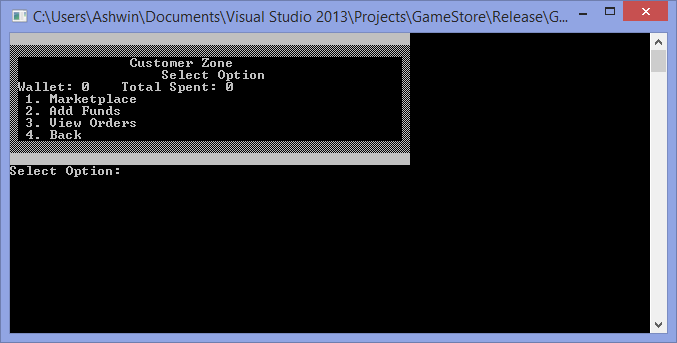 C:\Users\Ashwin\Documents\Visual Studio 2013\Projects\GameStore\Release\G...
Customer Zone
Select Option
Wallet: 0    Total Spent: 0
1. Marketplace
2. Add Funds
3. View Orders
4. Back
Select Option: